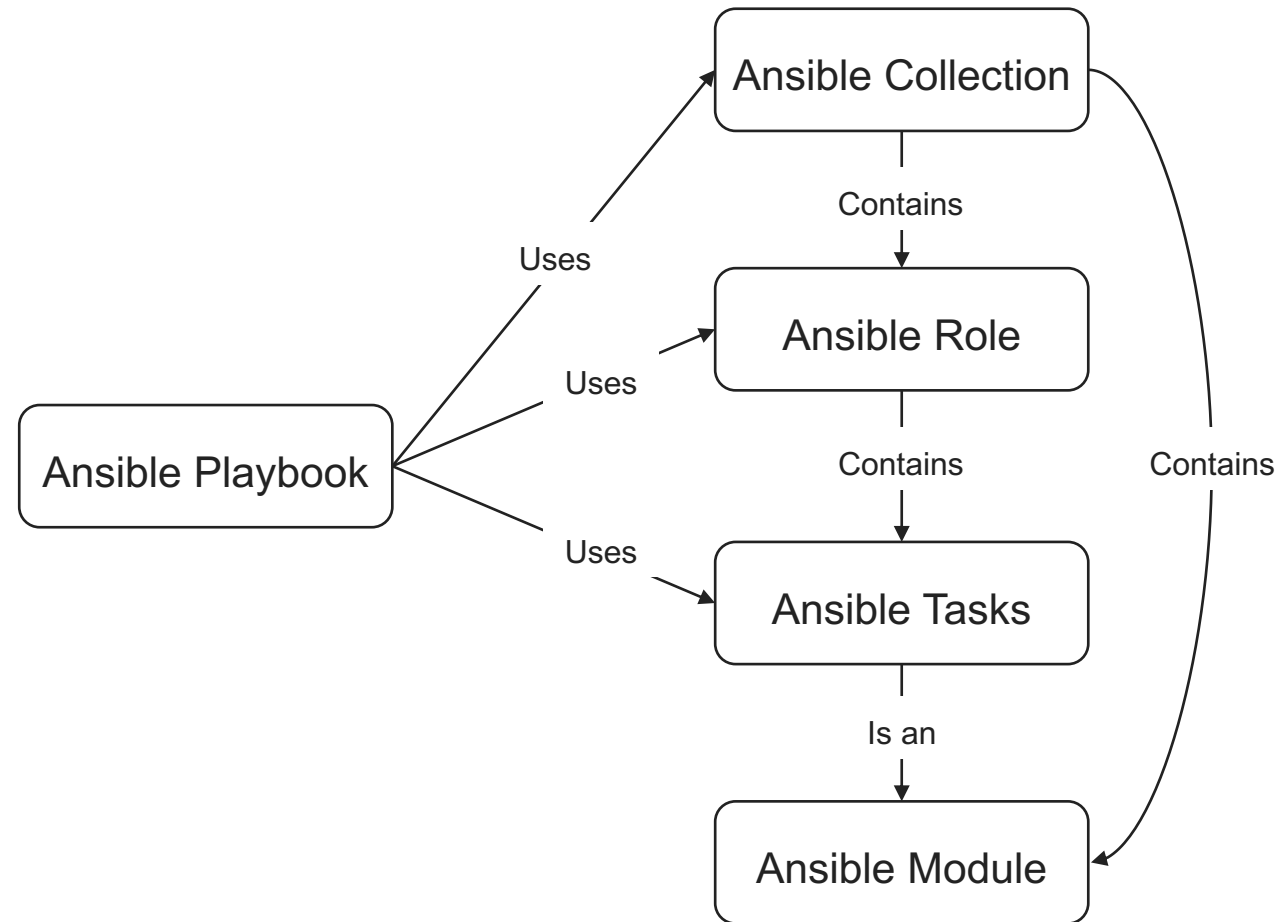 Ansible Collection
Contains
Uses
Ansible Role
Uses
Ansible Playbook
Contains
Contains
Uses
Ansible Tasks
Is an
Ansible Module